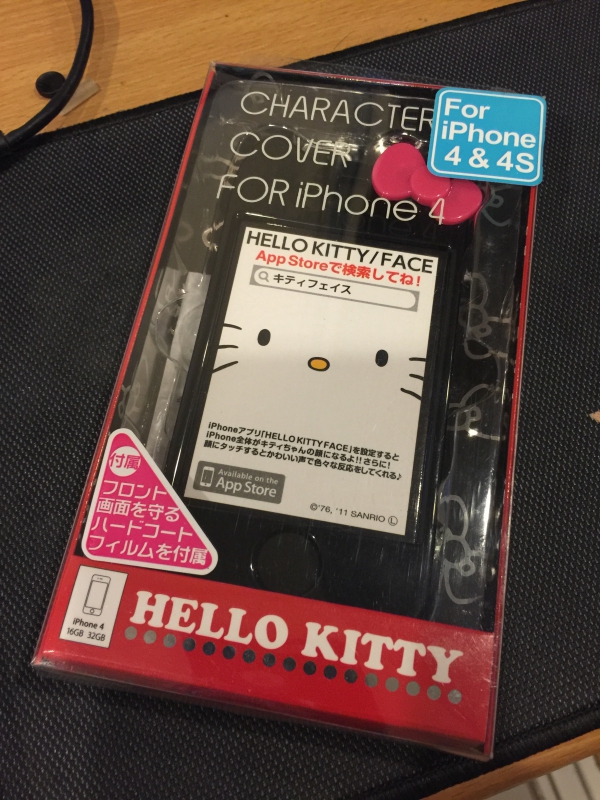 CHARACTER
COVER
FOR iPhone 4
For
iPhone
4 & 4S
HELLO KITTY/FACE
App Storeで検索してね!
キティフェイス
iPhoneアプリ「HELLO KITTY FACE」を設定すると
iPhone全体がキティちゃんの顔になるよ!!さらに!
顔にタッチするとかわいい声で色々な反応をしてくれる♪
Available on the
App Store
©'76, '11 SANRIO Ⓛ
付属
フロント
画面を守る
ハードコート
フィルムを付属
iPhone 4
16GB 32GB
HELLO KITTY